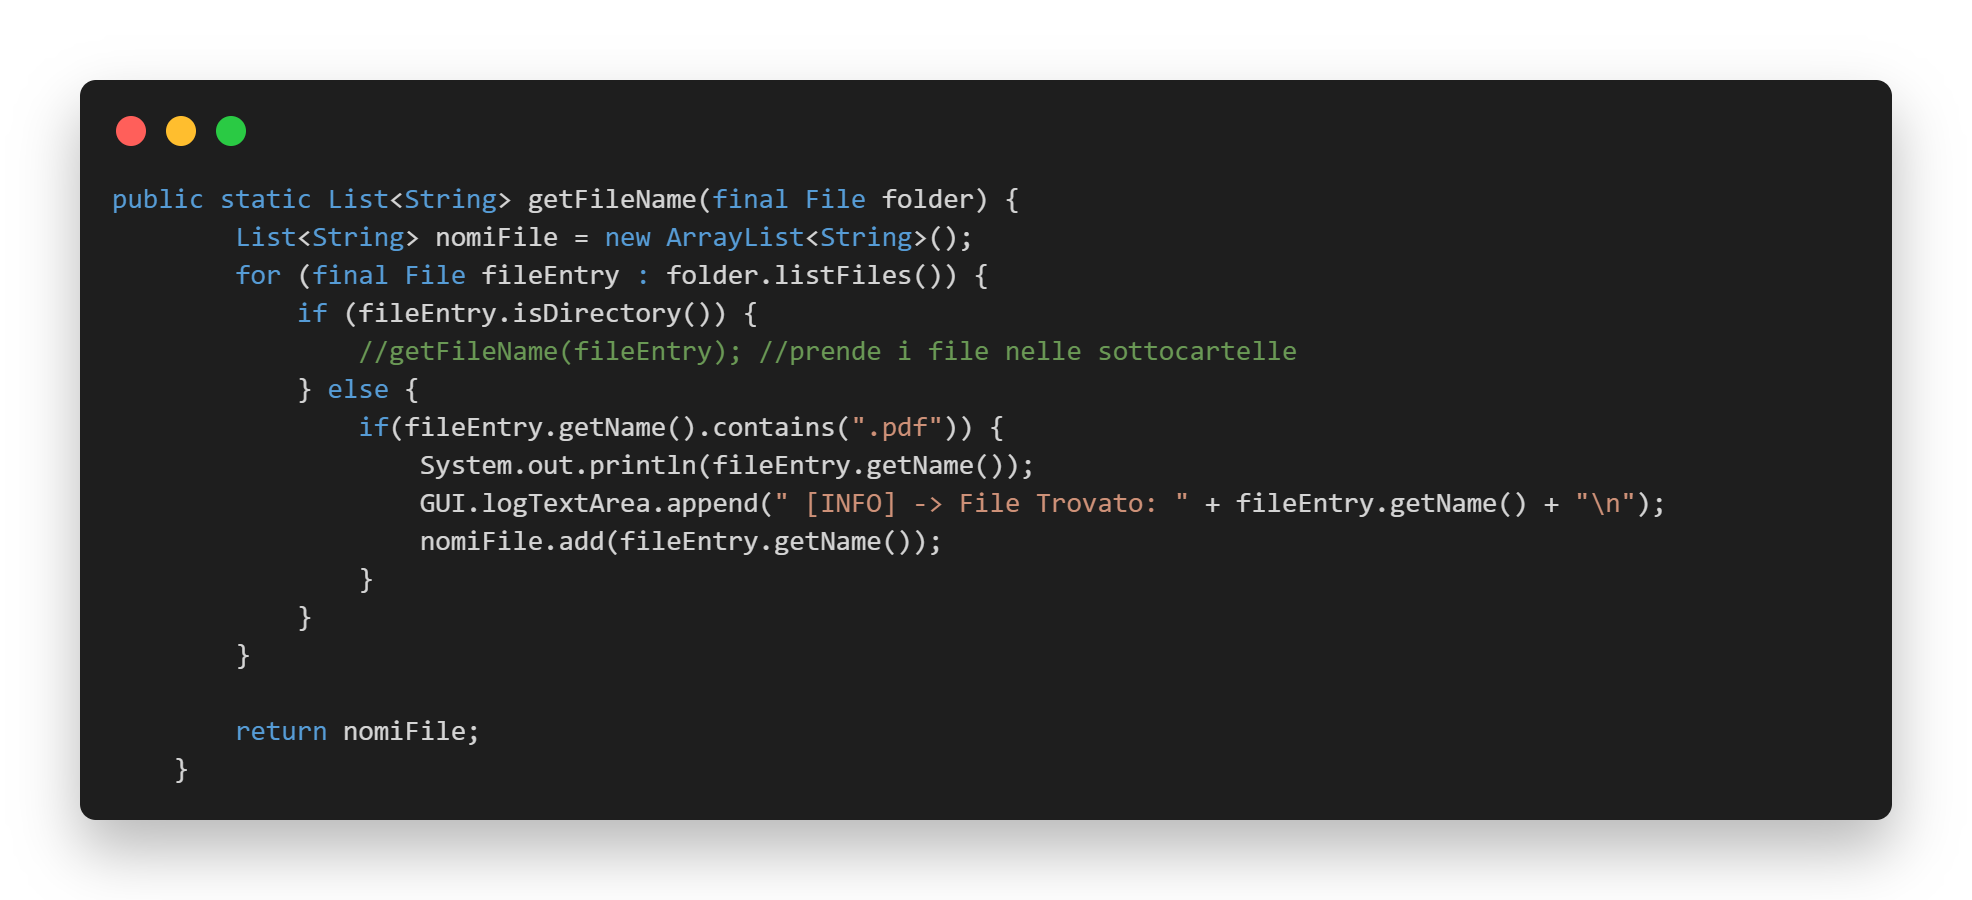 public static List<String> getFileName(final File folder) {
        List<String> nomiFile = new ArrayList<String>();
        for (final File fileEntry : folder.listFiles()) {
            if (fileEntry.isDirectory()) {
                //getFileName(fileEntry); //prende i file nelle sottocartelle
            } else {
                if(fileEntry.getName().contains(".pdf")) {
                    System.out.println(fileEntry.getName());
                    GUI.logTextArea.append(" [INFO] -> File Trovato: " + fileEntry.getName() + "\n");
                    nomiFile.add(fileEntry.getName());
                }
            }
        }

        return nomiFile;
    }